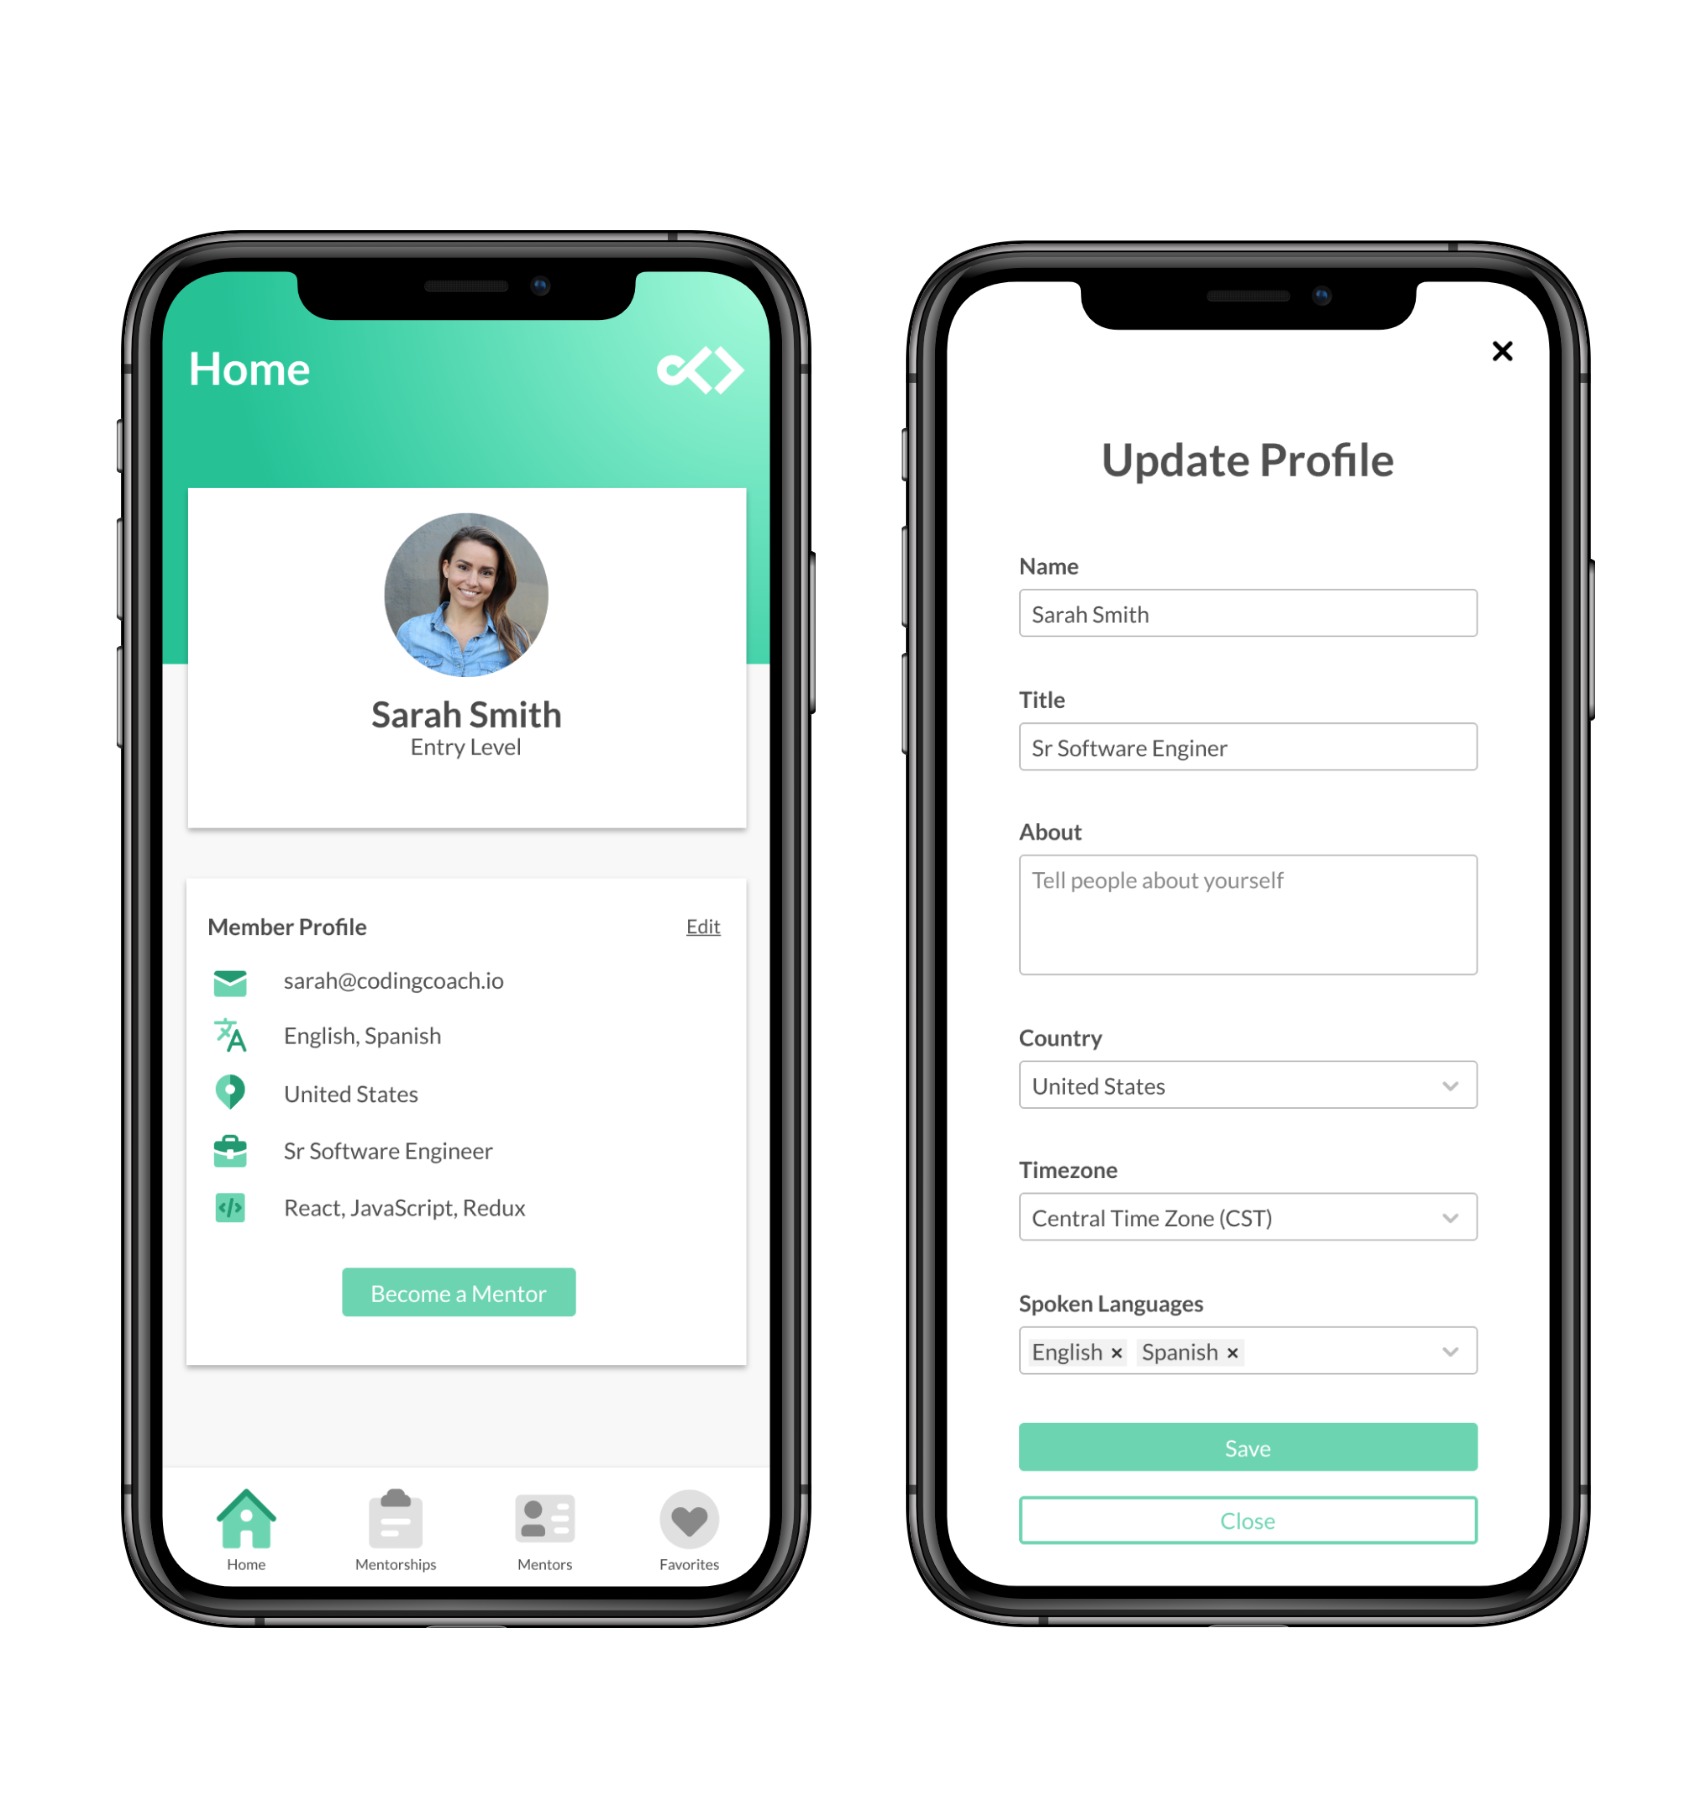 Home
Sarah Smith
Entry Level
Member Profile
Edit
sarah@codingcoach.io
English, Spanish
United States
Sr Software Engineer
React, JavaScript, Redux
Become a Mentor
Home
Mentorships
Mentors
Favorites
Update Profile
Name
Sarah Smith
Title
Sr Software Enginer
About
Tell people about yourself
Country
United States
Timezone
Central Time Zone (CST)
Spoken Languages
English × Spanish ×
Save
Close